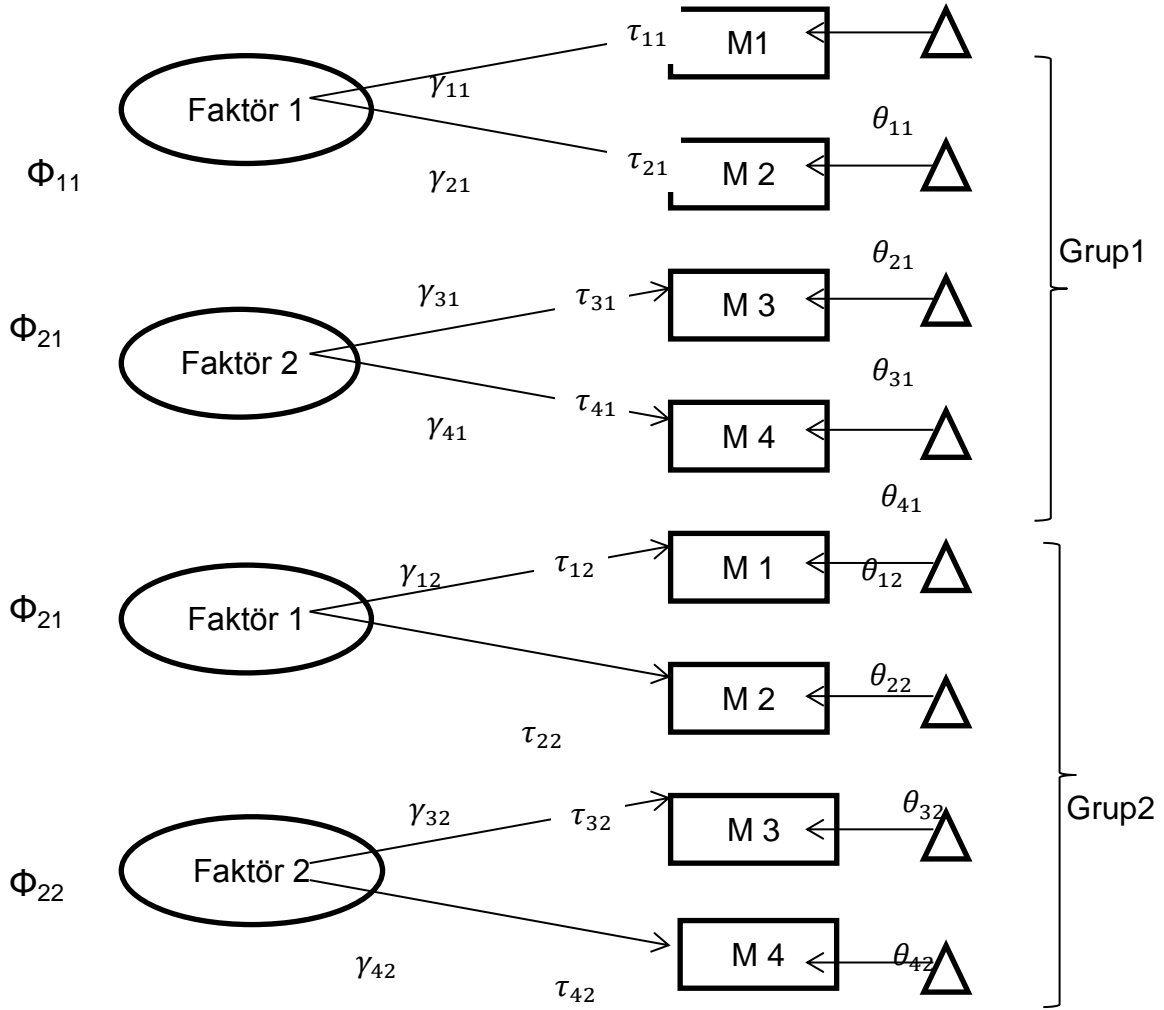 τ₁₁ M1
Faktör 1 γ₁₁
θ₁₁
τ₂₁ M 2
Φ₁₁ γ₂₁
Grup1
θ₂₁
γ₃₁ τ₃₁ M 3
Φ₂₁
Faktör 2 θ₃₁
τ₄₁
γ₄₁ M 4
θ₄₁
γ₁₂ τ₁₂ M 1 θ₁₂
Φ₂₁ Faktör 1
M 2 θ₂₂
τ₂₂
Grup2
γ₃₂ τ₃₂ M 3 θ₃₂
Faktör 2
Φ₂₂
γ₄₂ M 4 θ₄₂
τ₄₂